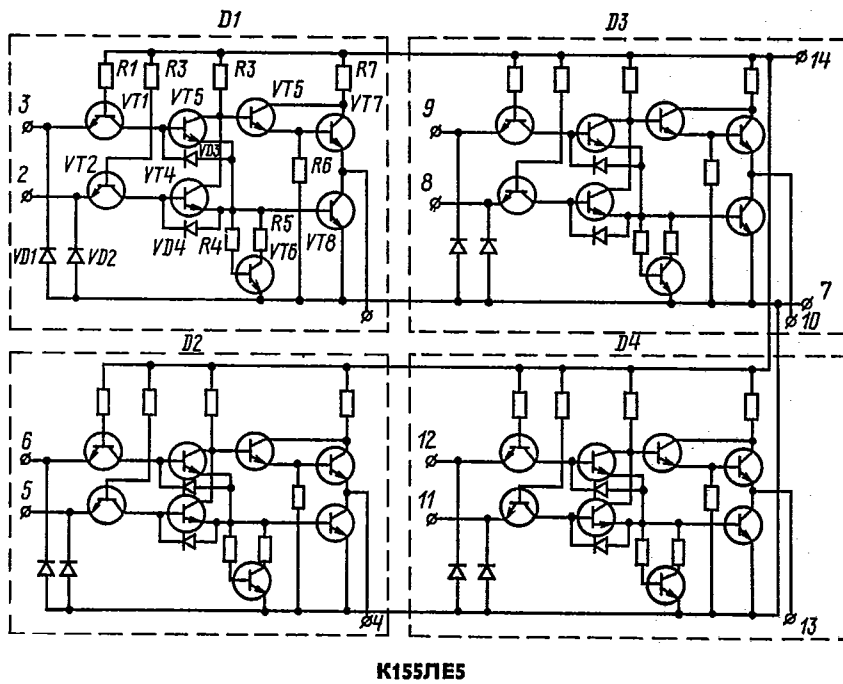 D1
D3
R1
R3
R3
R7
14
3
VT1
VT5
VT5
VT7
9
VD3
R6
2
VT2
VT4
8
VD1
VD2
VD4
R4
R5
VT6
VT8
7
10
D2
D4
6
12
5
11
4
13
К155ЛЕ5